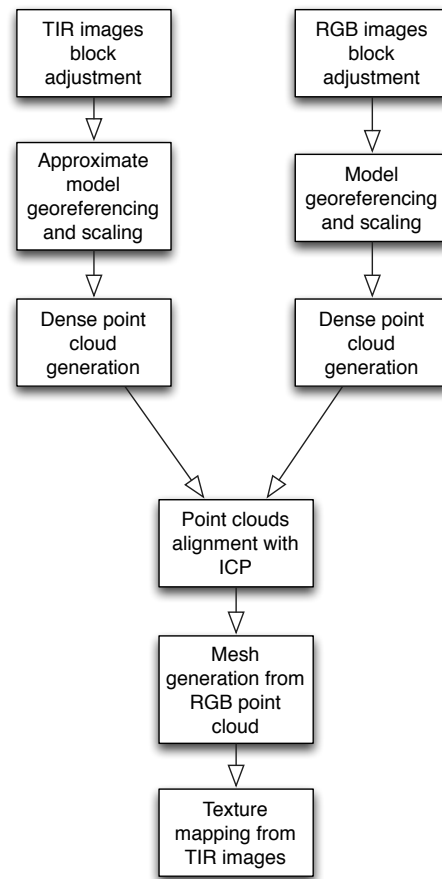 TIR images
block
adjustment
RGB images
block
adjustment
Approximate
model
georeferencing
and scaling
Model
georeferencing
and scaling
Dense point
cloud
generation
Dense point
cloud
generation
Point clouds
alignment with
ICP
Mesh
generation from
RGB point
cloud
Texture
mapping from
TIR images